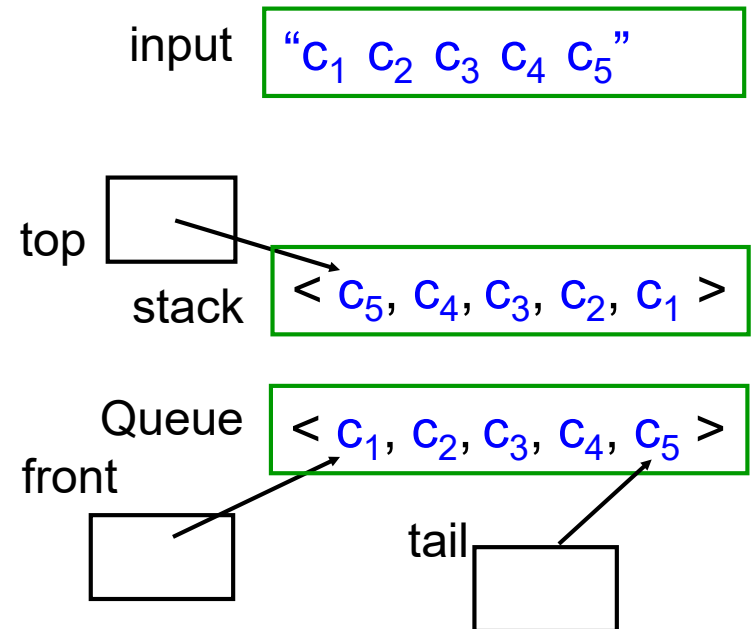 input “c₁ c₂ c₃ c₄ c₅”
top
stack < c₅, c₄, c₃, c₂, c₁ >
Queue < c₁, c₂, c₃, c₄, c₅ >
front
tail